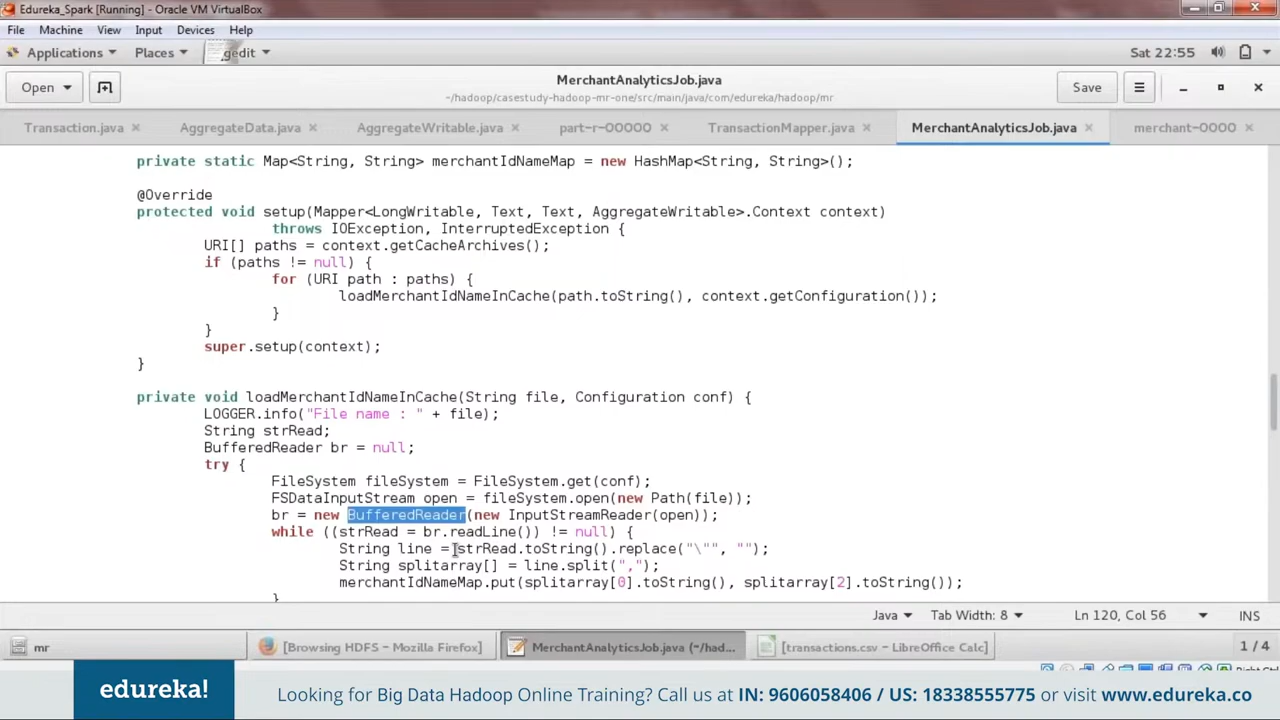 Edureka_Spark [Running] - Oracle VM VirtualBox
File Machine View Input Devices Help
Applications Places gedit Sat 22:55
Open MerchantAnalyticsJob.java Save
~/hadoop/casestudy-hadoop-mr-one/src/main/java/com/edureka/hadoop/mr
Transaction.java × AggregateData.java × AggregateWritable.java × part-r-00000 × TransactionMapper.java × MerchantAnalyticsJob.java × merchant-0000 ×
private static Map<String, String> merchantIdNameMap = new HashMap<String, String>();
@Override
protected void setup(Mapper<LongWritable, Text, Text, AggregateWritable>.Context context)
throws IOException, InterruptedException {
URI[] paths = context.getCacheArchives();
if (paths != null) {
for (URI path : paths) {
loadMerchantIdNameInCache(path.toString(), context.getConfiguration());
}
}
super.setup(context);
}
private void loadMerchantIdNameInCache(String file, Configuration conf) {
LOGGER.info("File name : " + file);
String strRead;
BufferedReader br = null;
try {
FileSystem fileSystem = FileSystem.get(conf);
FSDataInputStream open = fileSystem.open(new Path(file));
br = new BufferedReader(new InputStreamReader(open));
while ((strRead = br.readLine()) != null) {
String line = strRead.toString().replace("\"", "");
String splitarray[] = line.split(",");
merchantIdNameMap.put(splitarray[0].toString(), splitarray[2].toString());
}
Java Tab Width: 8 Ln 120, Col 56 INS
mr [Browsing HDFS - Mozilla Firefox] MerchantAnalyticsJob.java (~/had... [transactions.csv - LibreOffice Calc] 1 / 4
edureka! Looking for Big Data Hadoop Online Training? Call us at IN: 9606058406 / US: 18338555775 or visit www.edureka.co